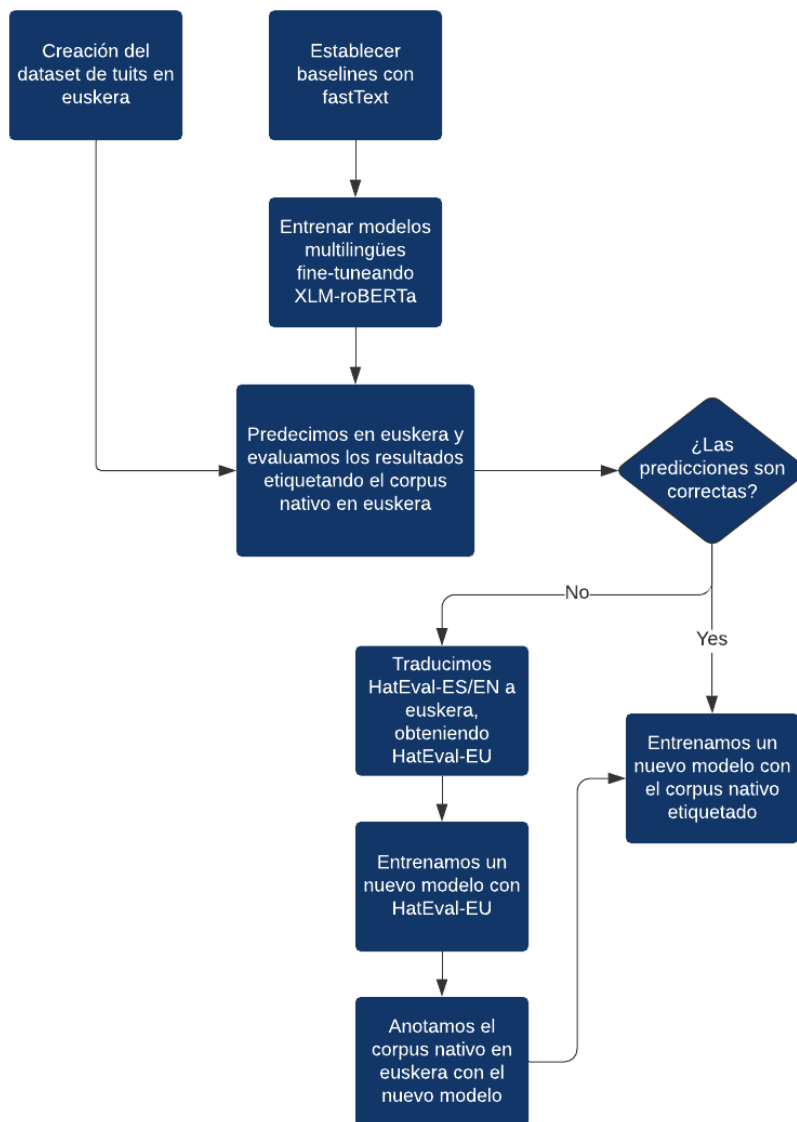 Creación del
dataset de tuits en
euskera
Establecer
baselines con
fastText
Entrenar modelos
multilingües
fine-tuneando
XLM-roBERTa
Predecimos en euskera y
evaluamos los resultados
etiquetando el corpus
nativo en euskera
¿Las
predicciones son
correctas?
No
Yes
Traducimos
HatEval-ES/EN a
euskera,
obteniendo
HatEval-EU
Entrenamos un
nuevo modelo con
el corpus nativo
etiquetado
Entrenamos un
nuevo modelo con
HatEval-EU
Anotamos el
corpus nativo en
euskera con el
nuevo modelo